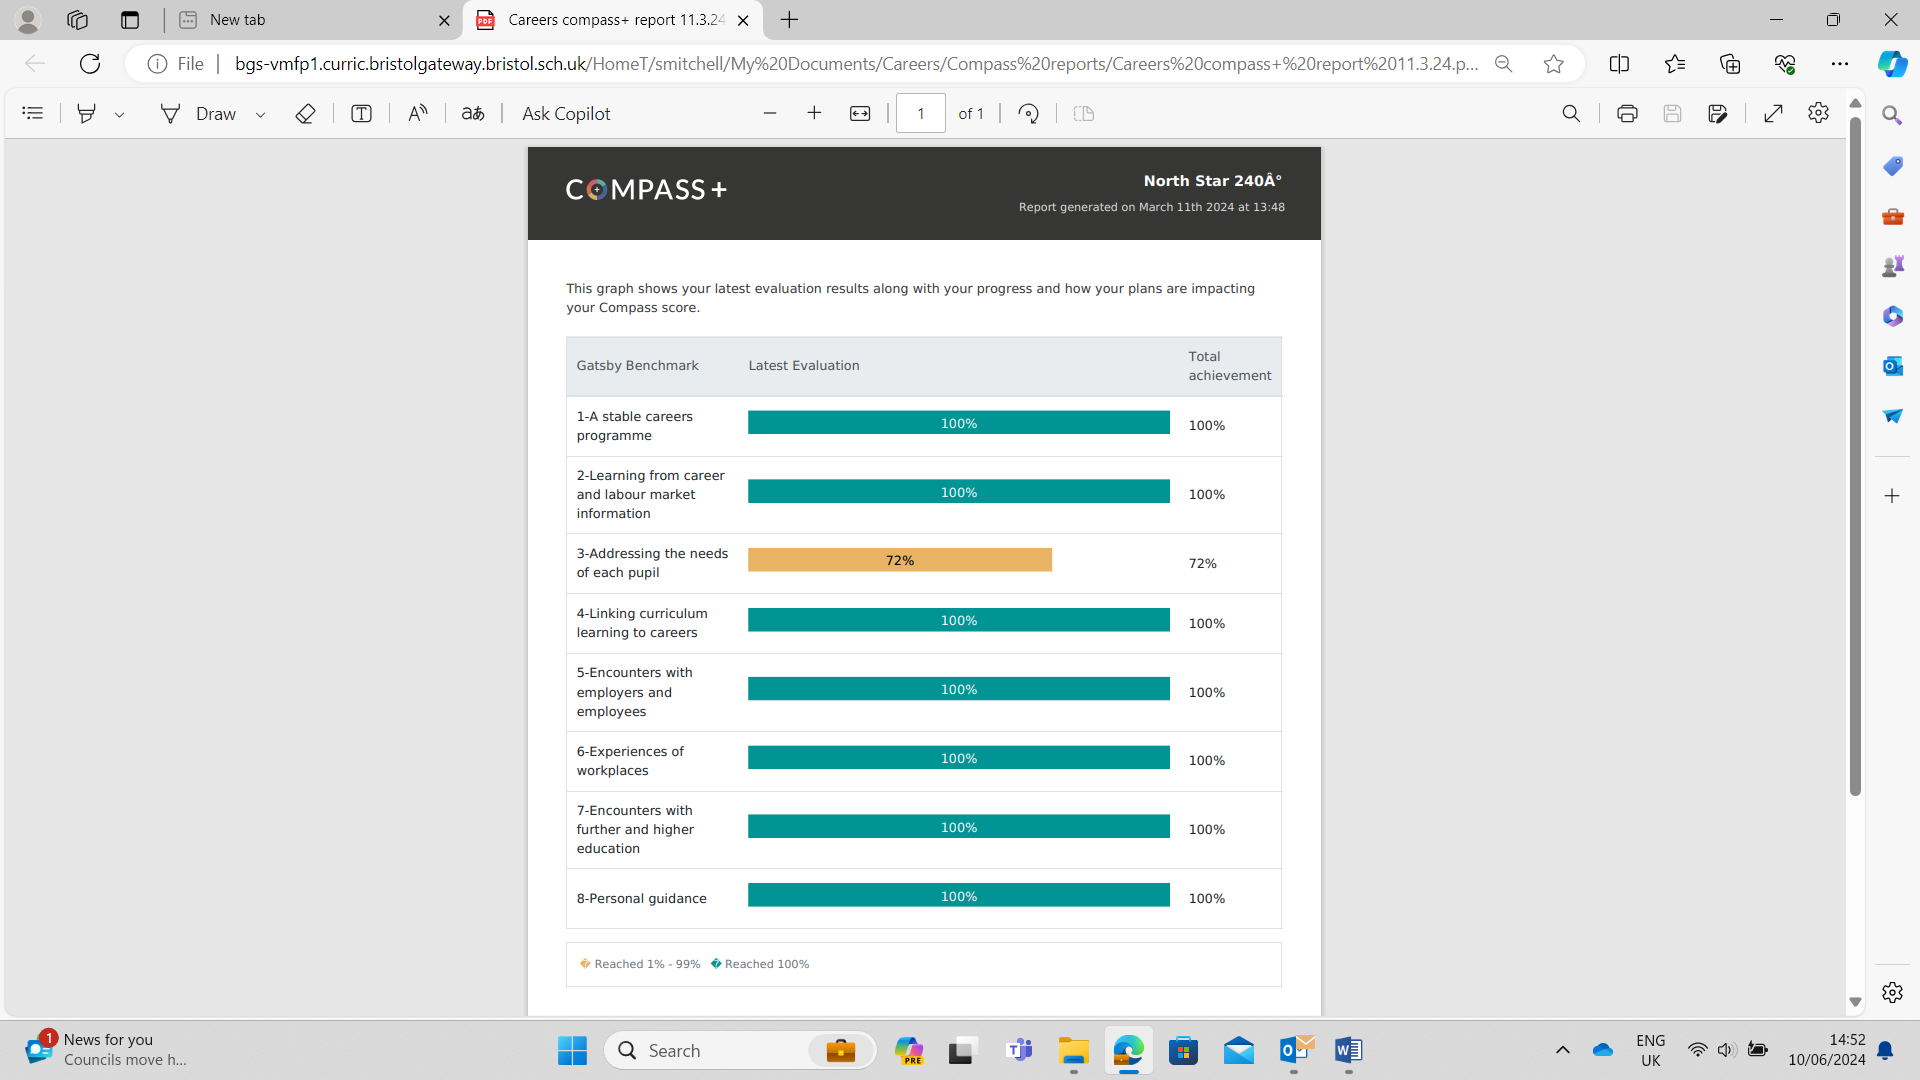 New tab
Careers compass+ report 11.3.24
File
bgs-vmfp1.curric.bristolgateway.bristol.sch.uk/HomeT/smitchell/My%20Documents/Careers/Compass%20reports/Careers%20compass+%20report%2011.3.24.p...
Draw
aあ
Ask Copilot
1 of 1
COMPASS+
North Star 240Â°
Report generated on March 11th 2024 at 13:48
This graph shows your latest evaluation results along with your progress and how your plans are impacting
your Compass score.
Gatsby Benchmark
Latest Evaluation
Total
achievement
1-A stable careers
programme
100%
100%
2-Learning from career
and labour market
information
100%
100%
3-Addressing the needs
of each pupil
72%
72%
4-Linking curriculum
learning to careers
100%
100%
5-Encounters with
employers and
employees
100%
100%
6-Experiences of
workplaces
100%
100%
7-Encounters with
further and higher
education
100%
100%
8-Personal guidance
100%
100%
� Reached 1% - 99% � Reached 100%
1
News for you
Councils move h...
Search
PRE
ENG
UK
14:52
10/06/2024